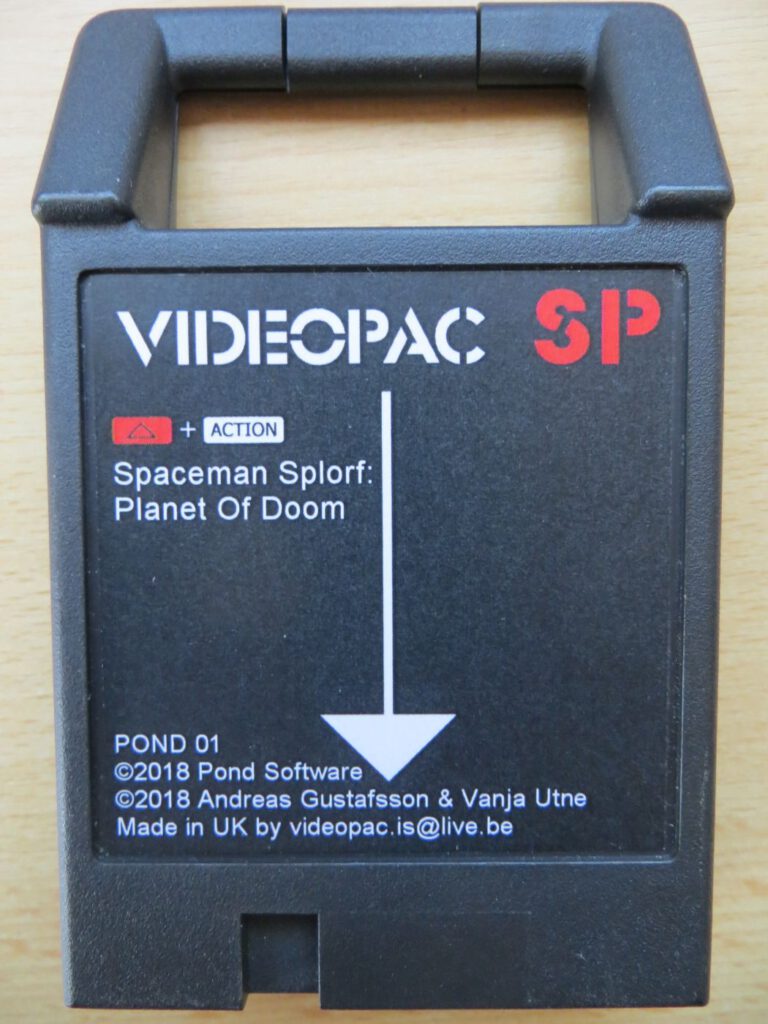 VIDEOPAC SP
+ ACTION
Spaceman Splorf:
Planet Of Doom
POND 01
©2018 Pond Software
©2018 Andreas Gustafsson & Vanja Utne
Made in UK by videopac.is@live.be